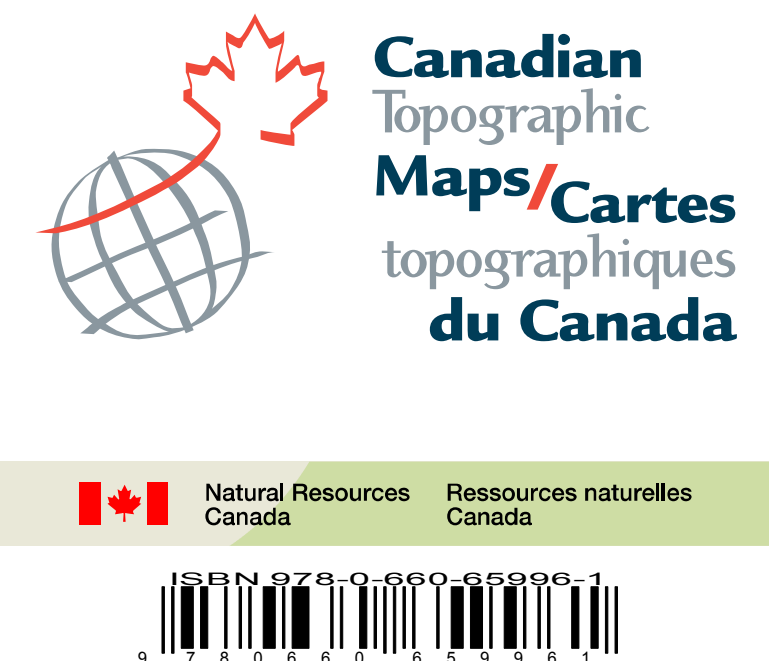 Canadian
Topographic
Maps/Cartes
topographiques
du Canada
Natural Resources
Canada
Ressources naturelles
Canada
ISBN 978-0-660-65996-1
9 780660 659961